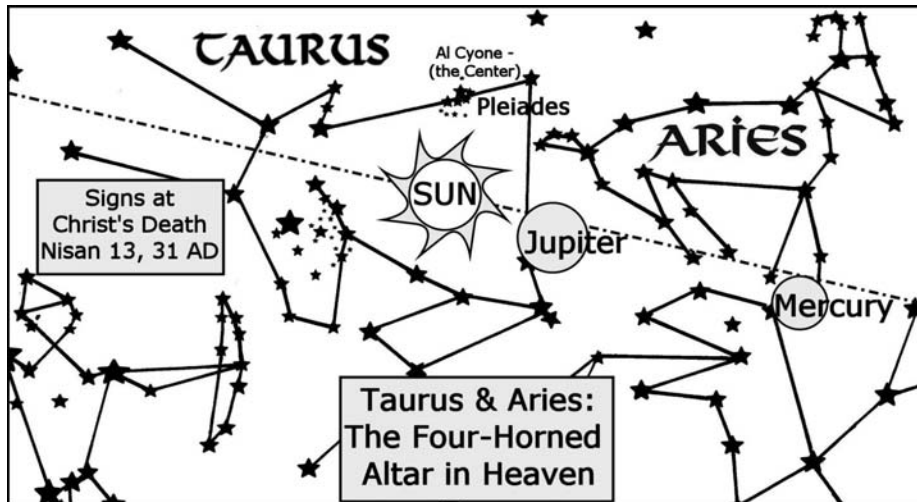 TAURUS
Al Cyone -
(the Center)
Pleiades
ARIES
SUN
Signs at
Christ's Death
Nisan 13, 31 AD
Jupiter
Mercury
Taurus & Aries:
The Four-Horned
Altar in Heaven